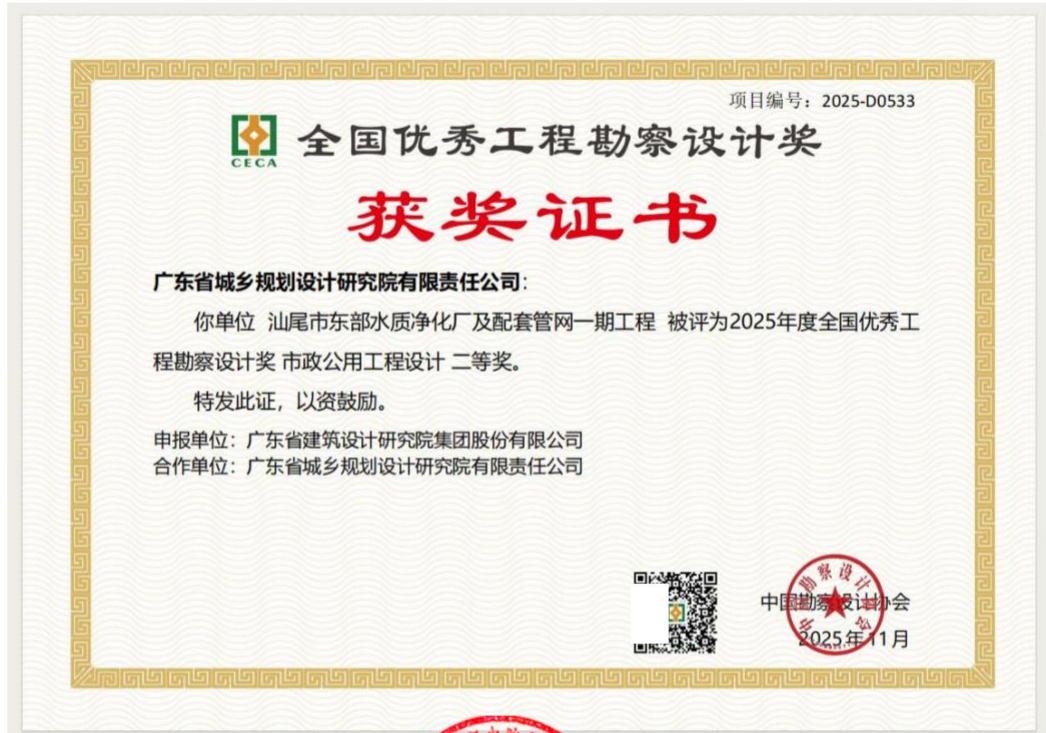 项目编号：2025-D0533
CECA
全国优秀工程勘察设计奖
获奖证书
广东省城乡规划设计研究院有限责任公司：
你单位 汕尾市东部水质净化厂及配套管网一期工程 被评为2025年度全国优秀工
程勘察设计奖 市政公用工程设计 二等奖。
特发此证，以资鼓励。
申报单位：广东省建筑设计研究院集团股份有限公司
合作单位：广东省城乡规划设计研究院有限责任公司
中国勘察设计协会
2025年11月
中国勘察设计协会